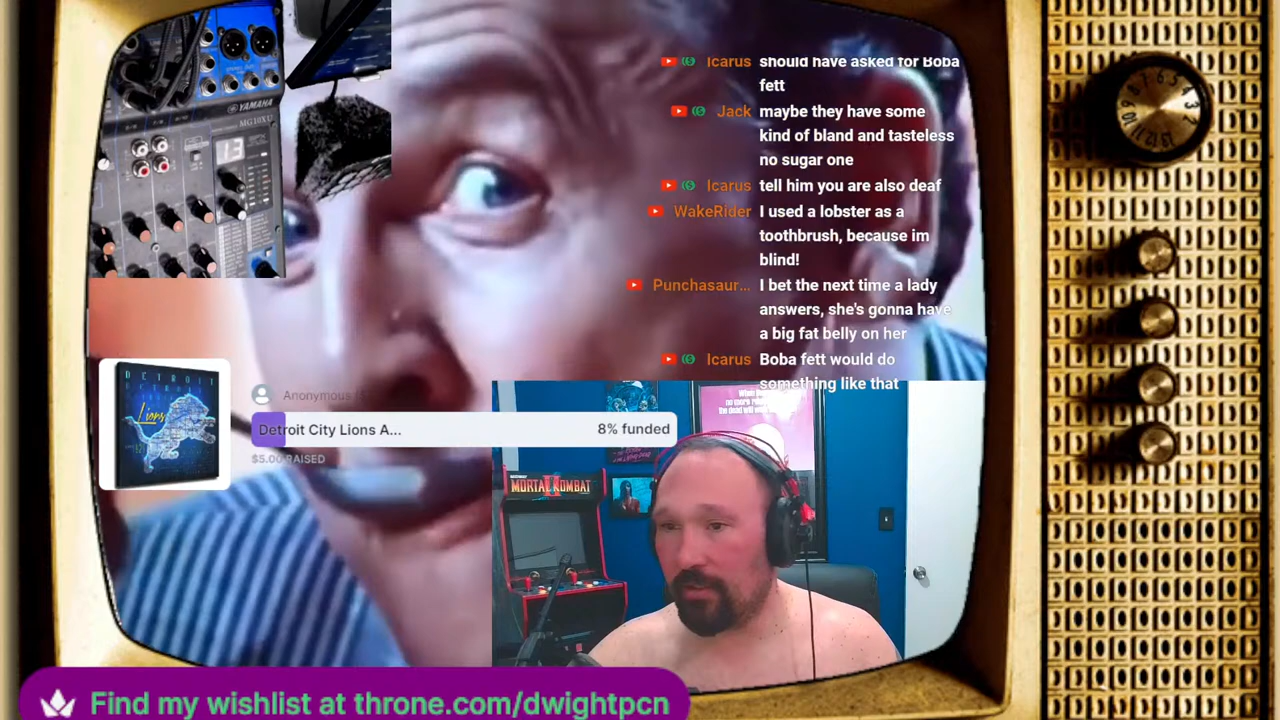 YAMAHA
MG10XU
13
Icarus should have asked for Boba
fett
Jack maybe they have some
kind of bland and tasteless
no sugar one
Icarus tell him you are also deaf
WakeRider I used a lobster as a
toothbrush, because im
blind!
Punchasaur... I bet the next time a lady
answers, she's gonna have
a big fat belly on her
Icarus Boba fett would do
something like that
DETROIT
Lions
Anonymous
Detroit City Lions A...
8% funded
$5.00 RAISED
MORTAL KOMBAT
II
Find my wishlist at throne.com/dwightpcn